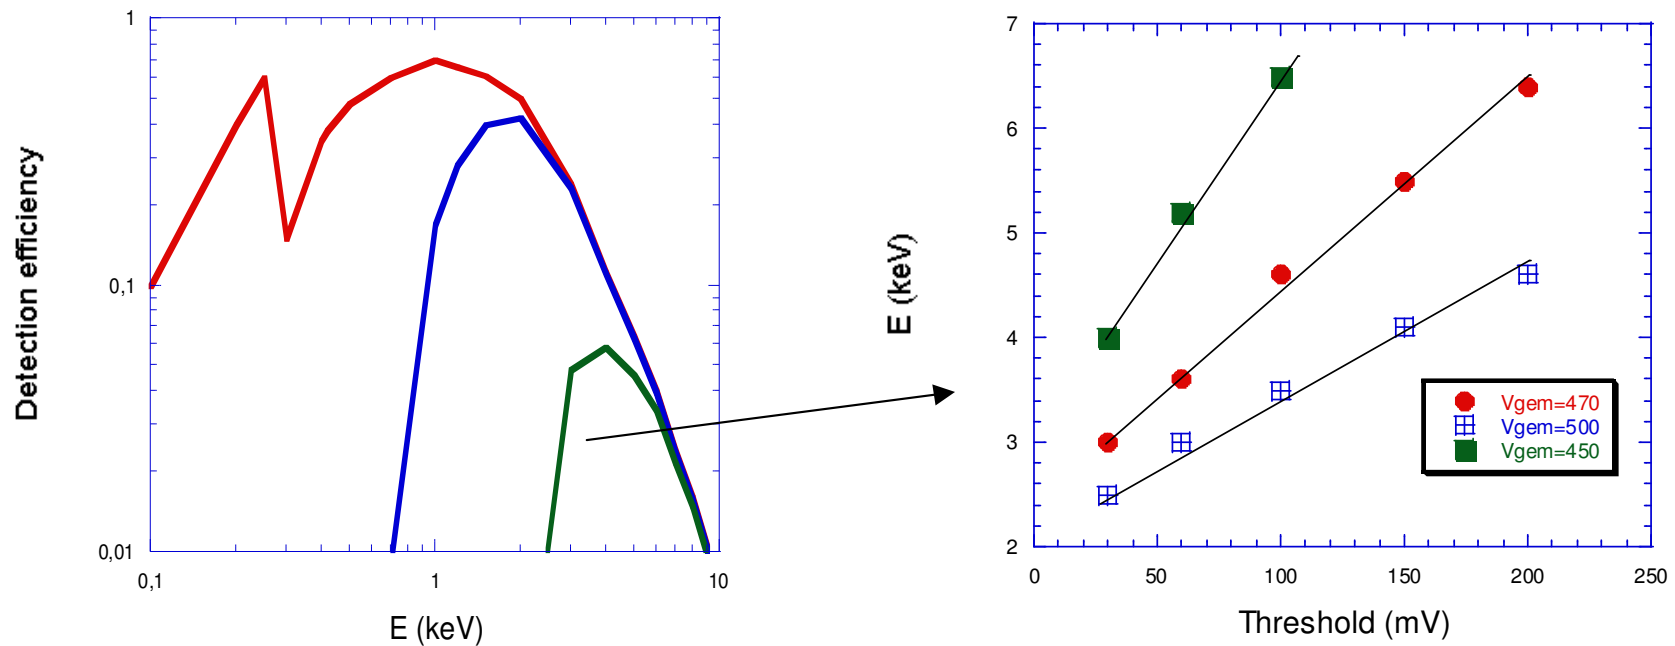 Detection efficiency
1
0,1
0,01
0,1
1
10
E (keV)
E (keV)
7
6
5
4
3
2
0
50
100
150
200
250
Threshold (mV)
Vgem=470
Vgem=500
Vgem=450